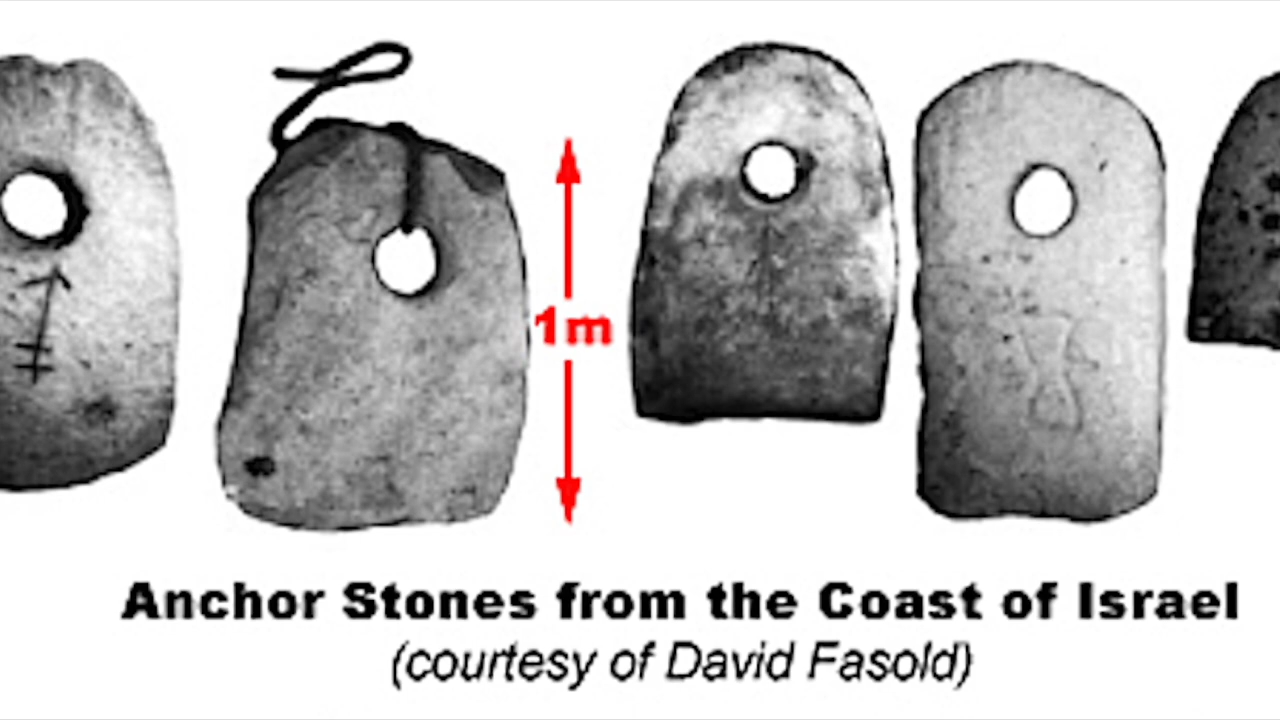 1m
Anchor Stones from the Coast of Israel
(courtesy of David Fasold)